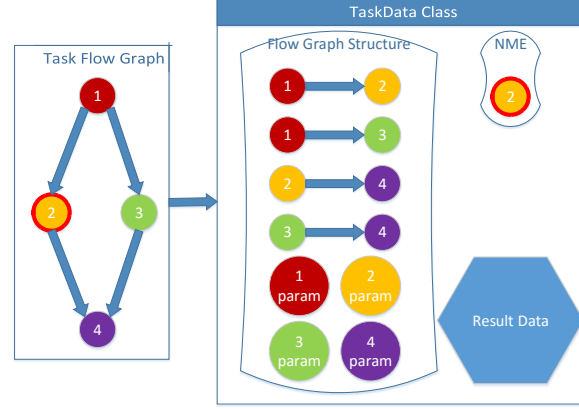 TaskData Class
Task Flow Graph
1
2
3
4
Flow Graph Structure
1
2
1
3
2
4
3
4
1
param
2
param
3
param
4
param
NME
2
Result Data